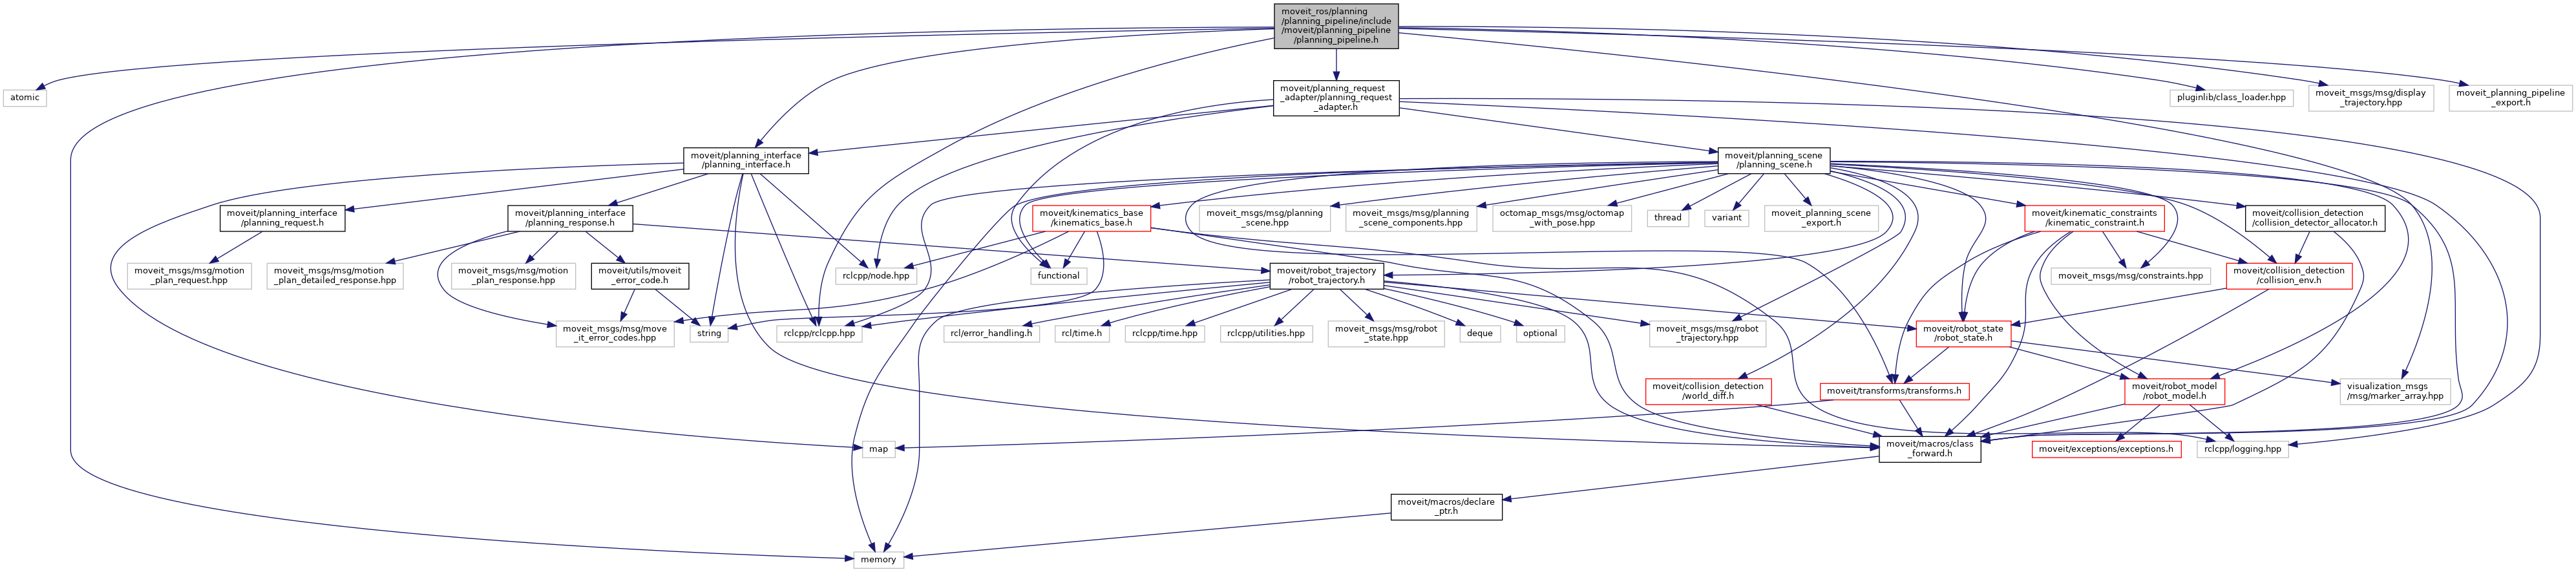 moveit_ros/planning
/planning_pipeline/include
/moveit/planning_pipeline
/planning_pipeline.h
atomic
moveit/planning_request
_adapter/planning_request
_adapter.h
pluginlib/class_loader.hpp
moveit_msgs/msg/display
_trajectory.hpp
moveit_planning_pipeline
_export.h
moveit/planning_interface
/planning_interface.h
moveit/planning_scene
/planning_scene.h
moveit/planning_interface
/planning_request.h
moveit/planning_interface
/planning_response.h
moveit/kinematics_base
/kinematics_base.h
moveit_msgs/msg/planning
_scene.hpp
moveit_msgs/msg/planning
_scene_components.hpp
octomap_msgs/msg/octomap
_with_pose.hpp
thread
variant
moveit_planning_scene
_export.h
moveit/kinematic_constraints
/kinematic_constraint.h
moveit/collision_detection
/collision_detector_allocator.h
moveit_msgs/msg/motion
_plan_request.hpp
moveit_msgs/msg/motion
_plan_detailed_response.hpp
moveit_msgs/msg/motion
_plan_response.hpp
moveit/utils/moveit
_error_code.h
rclcpp/node.hpp
functional
moveit/robot_trajectory
/robot_trajectory.h
moveit_msgs/msg/constraints.hpp
moveit/collision_detection
/collision_env.h
moveit_msgs/msg/move
_it_error_codes.hpp
string
rclcpp/rclcpp.hpp
rcl/error_handling.h
rcl/time.h
rclcpp/time.hpp
rclcpp/utilities.hpp
moveit_msgs/msg/robot
_state.hpp
deque
optional
moveit_msgs/msg/robot
_trajectory.hpp
moveit/robot_state
/robot_state.h
moveit/collision_detection
/world_diff.h
moveit/transforms/transforms.h
moveit/robot_model
/robot_model.h
visualization_msgs
/msg/marker_array.hpp
map
moveit/macros/class
_forward.h
moveit/exceptions/exceptions.h
rclcpp/logging.hpp
moveit/macros/declare
_ptr.h
memory